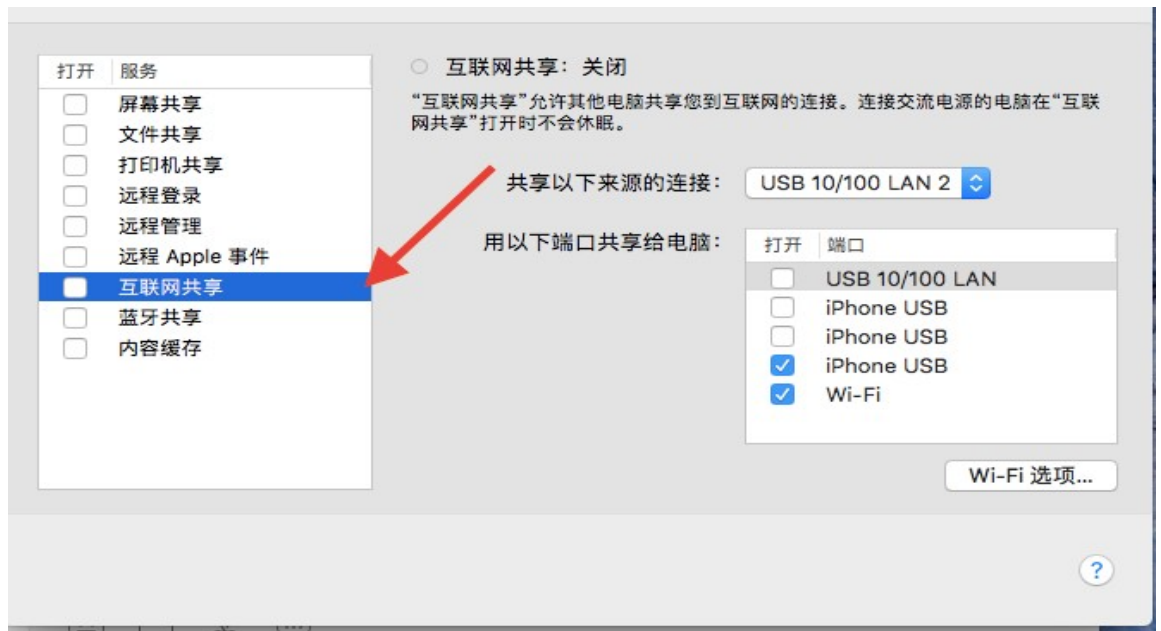 打开 服务
屏幕共享
文件共享
打印机共享
远程登录
远程管理
远程 Apple 事件
互联网共享
蓝牙共享
内容缓存
互联网共享：关闭
“互联网共享”允许其他电脑共享您到互联网的连接。连接交流电源的电脑在“互联
网共享”打开时不会休眠。
共享以下来源的连接： USB 10/100 LAN 2
用以下端口共享给电脑：
打开 端口
USB 10/100 LAN
iPhone USB
iPhone USB
iPhone USB
Wi-Fi
Wi-Fi 选项...
?